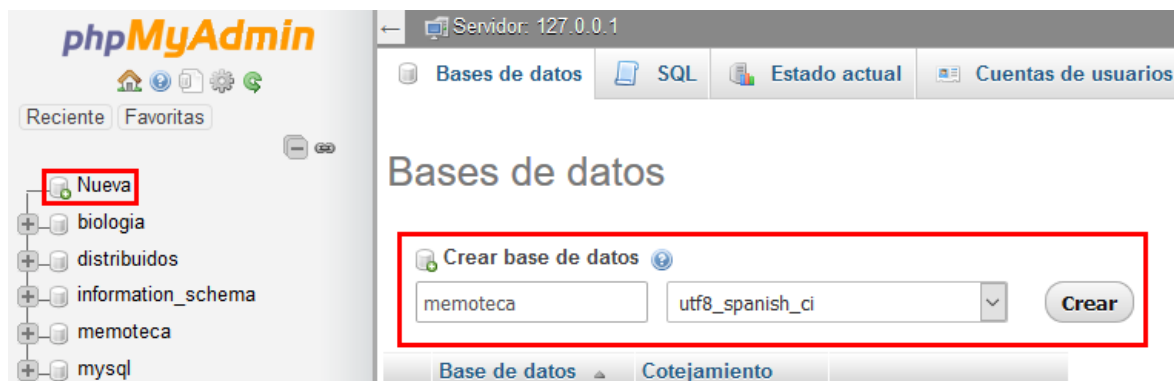 phpMyAdmin
Reciente Favoritas
Nueva
biologia
distribuidos
information_schema
memoteca
mysql
Servidor: 127.0.0.1
Bases de datos SQL Estado actual Cuentas de usuarios
Bases de datos
Crear base de datos
memoteca utf8_spanish_ci Crear
Base de datos Cotejamiento